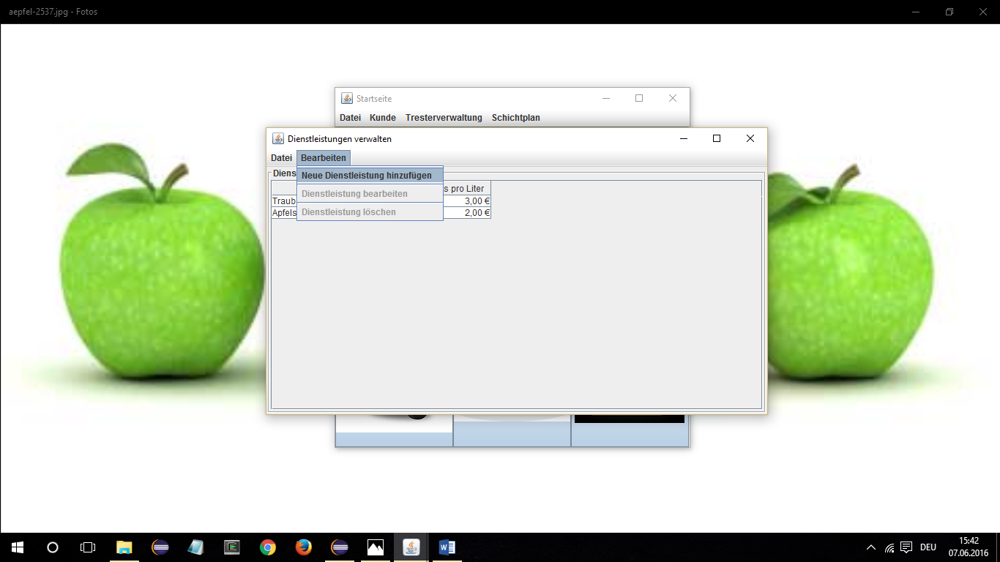 aepfel-2537.jpg - Fotos
Startseite
Datei Kunde Tresterverwaltung Schichtplan
Dienstleistungen verwalten
Datei Bearbeiten
Neue Dienstleistung hinzufügen
Dienstleistung bearbeiten
Dienstleistung löschen
Diens
s pro Liter
Traub 3,00 €
Apfels 2,00 €
DEU
15:42
07.06.2016